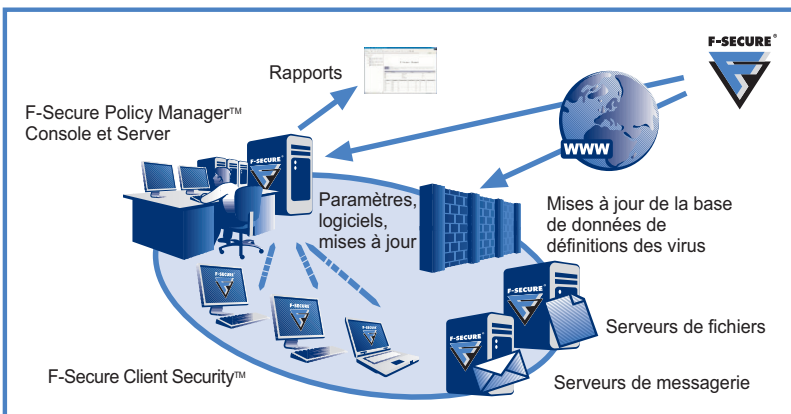 F-SECURE®
Rapports
F-Secure Policy Manager™
Console et Server
F-SECURE®
WWW
Paramètres,
logiciels,
mises à jour
Mises à jour de la base
de données de
définitions des virus
F-SECURE®
Serveurs de fichiers
F-SECURE®
F-Secure Client Security™
Serveurs de messagerie